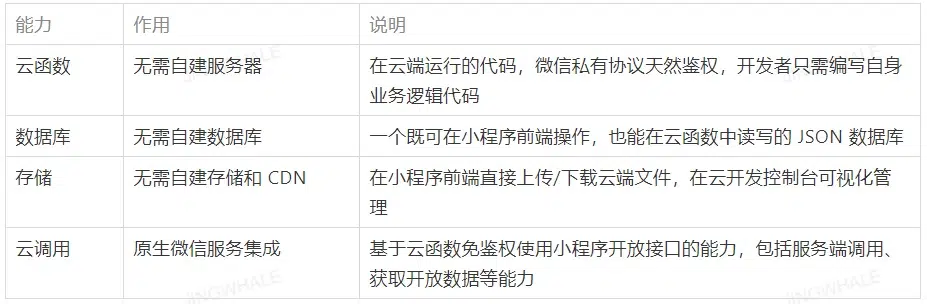 能力 作用 说明
云函数 无需自建服务器 在云端运行的代码，微信私有协议天然鉴权，开发者只需编写自身
业务逻辑代码
数据库 无需自建数据库 一个既可在小程序前端操作，也能在云函数中读写的 JSON 数据库
存储 无需自建存储和 CDN 在小程序前端直接上传/下载云端文件，在云开发控制台可视化管
理
云调用 原生微信服务集成 基于云函数免鉴权使用小程序开放接口的能力，包括服务端调用、
获取开放数据等能力
JINGWHALE
JINGWHALE